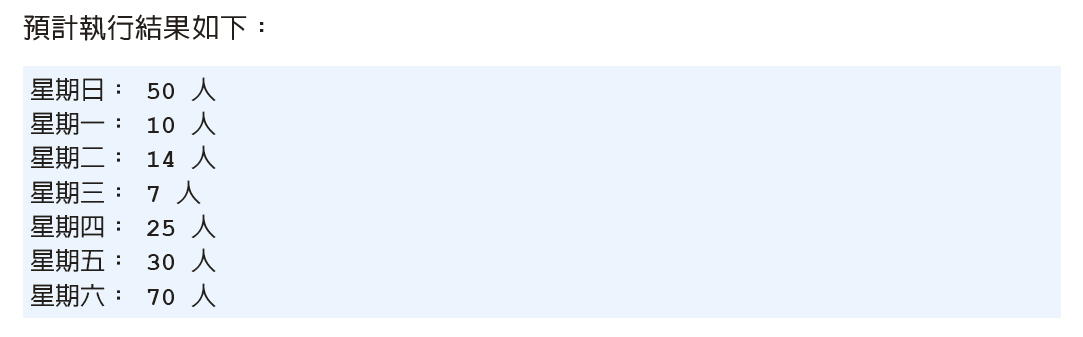 預計執行結果如下：
星期日： 50 人
星期一： 10 人
星期二： 14 人
星期三： 7 人
星期四： 25 人
星期五： 30 人
星期六： 70 人